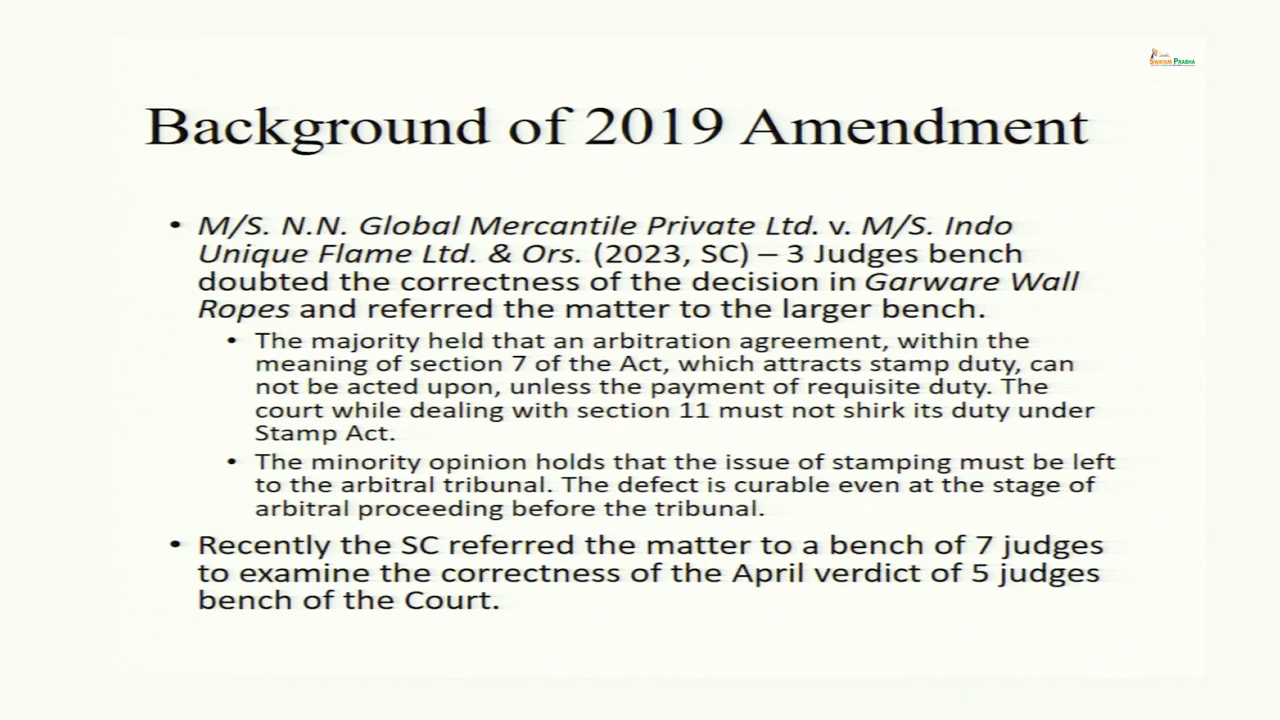 SWAYAM PRABHA
Background of 2019 Amendment
• M/S. N.N. Global Mercantile Private Ltd. v. M/S. Indo
Unique Flame Ltd. & Ors. (2023, SC) – 3 Judges bench
doubted the correctness of the decision in Garware Wall
Ropes and referred the matter to the larger bench.
• The majority held that an arbitration agreement, within the
meaning of section 7 of the Act, which attracts stamp duty, can
not be acted upon, unless the payment of requisite duty. The
court while dealing with section 11 must not shirk its duty under
Stamp Act.
• The minority opinion holds that the issue of stamping must be left
to the arbitral tribunal. The defect is curable even at the stage of
arbitral proceeding before the tribunal.
• Recently the SC referred the matter to a bench of 7 judges
to examine the correctness of the April verdict of 5 judges
bench of the Court.